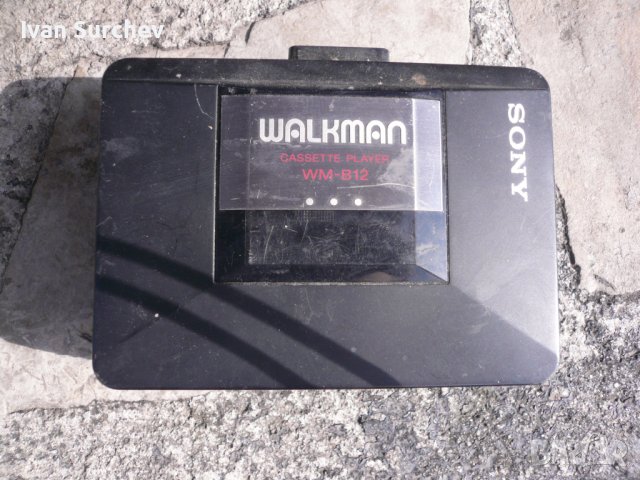 Ivan Surchev
WALKMAN
CASSETTE PLAYER
WM-B12
SONY